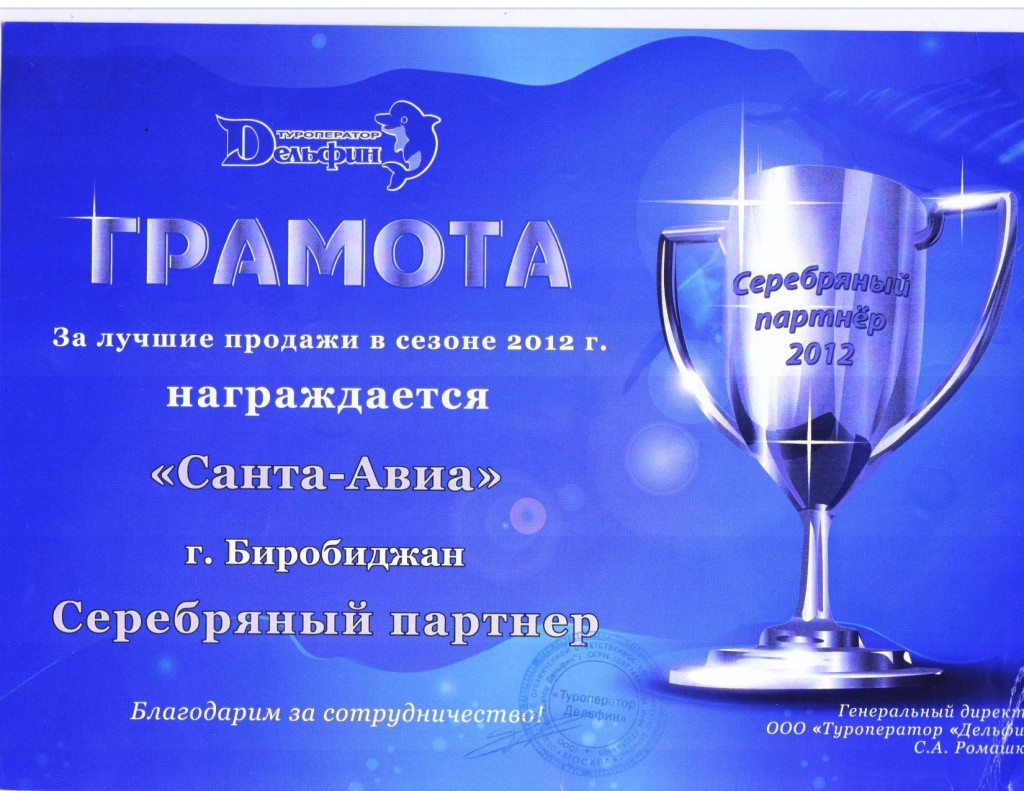 ТУРОПЕРАТОР
Дельфин
ГРАМОТА
За лучшие продажи в сезоне 2012 г.
награждается
«Санта-Авиа»
г. Биробиджан
Серебряный партнер
Благодарим за сотрудничество!
Серебряный
партнёр
2012
«Туроператор
Дельфин»
МОСКВА
Генеральный директ
ООО «Туроператор «Дельфи
С.А. Ромашк